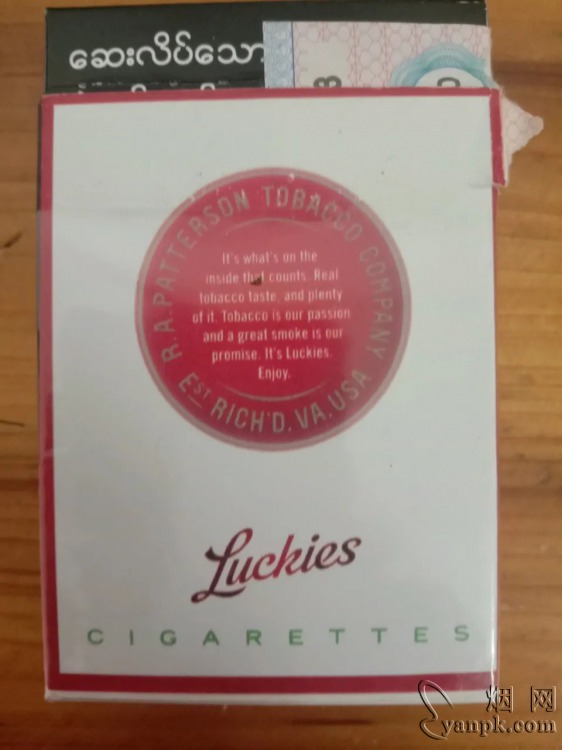 ဆေးလိပ်သော
R.A. PATTERSON TOBACCO COMPANY
It's what's on the
inside that counts. Real
tobacco taste, and plenty
of it. Tobacco is our passion
and a great smoke is our
promise. It's Luckies.
Enjoy.
EST RICH'D. VA. USA
Luckies
CIGARETTES
烟网
yanpk.com